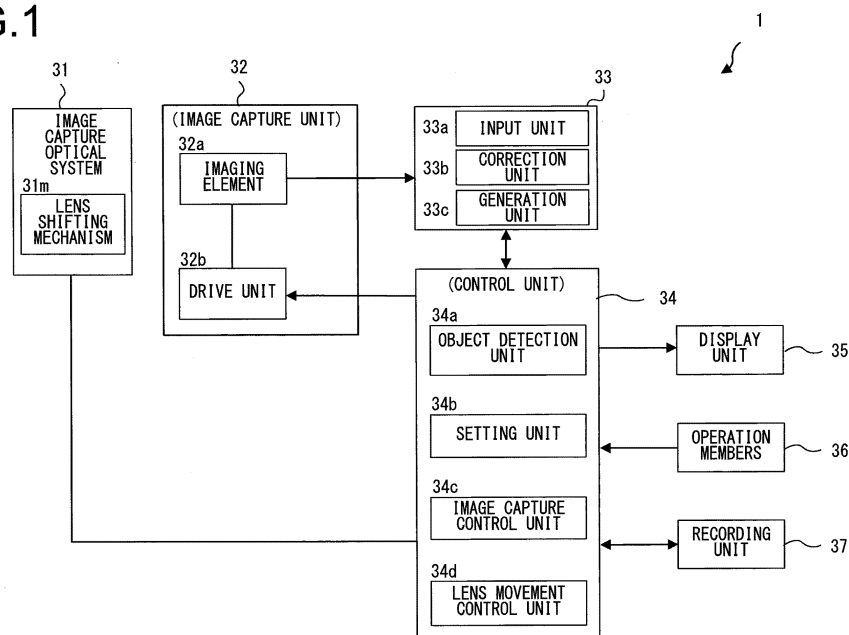 G.1
1
31
IMAGE
CAPTURE
OPTICAL
SYSTEM
31m
LENS
SHIFTING
MECHANISM
32
(IMAGE CAPTURE UNIT)
32a
IMAGING
ELEMENT
32b
DRIVE UNIT
33
33a
INPUT UNIT
33b
CORRECTION
UNIT
33c
GENERATION
UNIT
(CONTROL UNIT)
34
34a
OBJECT DETECTION
UNIT
34b
SETTING UNIT
34c
IMAGE CAPTURE
CONTROL UNIT
34d
LENS MOVEMENT
CONTROL UNIT
DISPLAY
UNIT
35
OPERATION
MEMBERS
36
RECORDING
UNIT
37